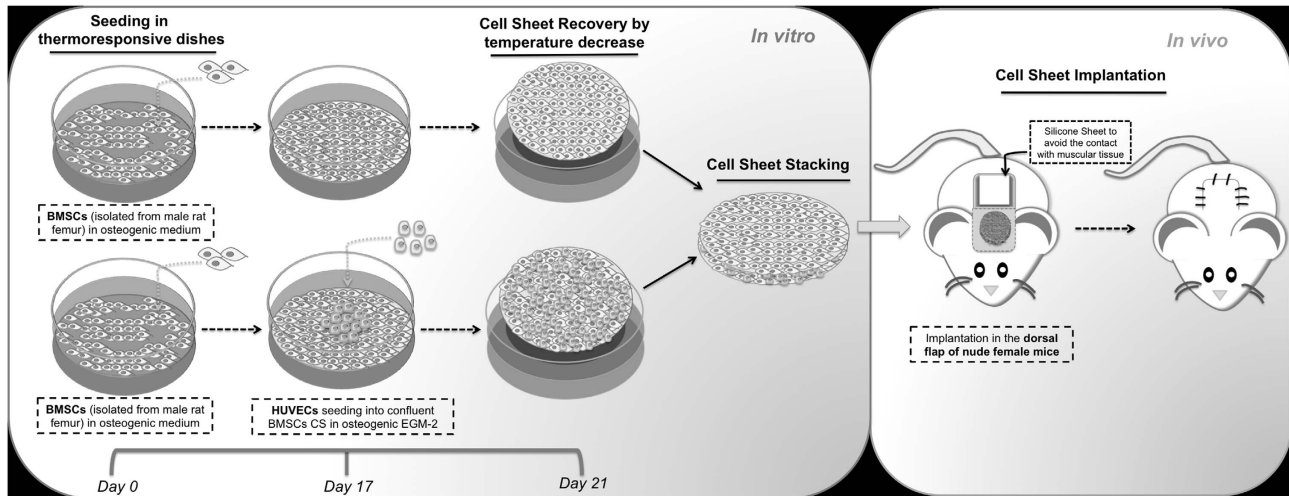 Seeding in
thermoresponsive dishes
Cell Sheet Recovery by
temperature decrease
In vitro
BMSCs (isolated from male rat
femur) in osteogenic medium
BMSCs (isolated from male rat
femur) in osteogenic medium
HUVECs seeding into confluent
BMSCs CS in osteogenic EGM-2
Cell Sheet Stacking
Day 0
Day 17
Day 21
In vivo
Cell Sheet Implantation
Silicone Sheet to
avoid the contact
with muscular tissue
Implantation in the dorsal
flap of nude female mice